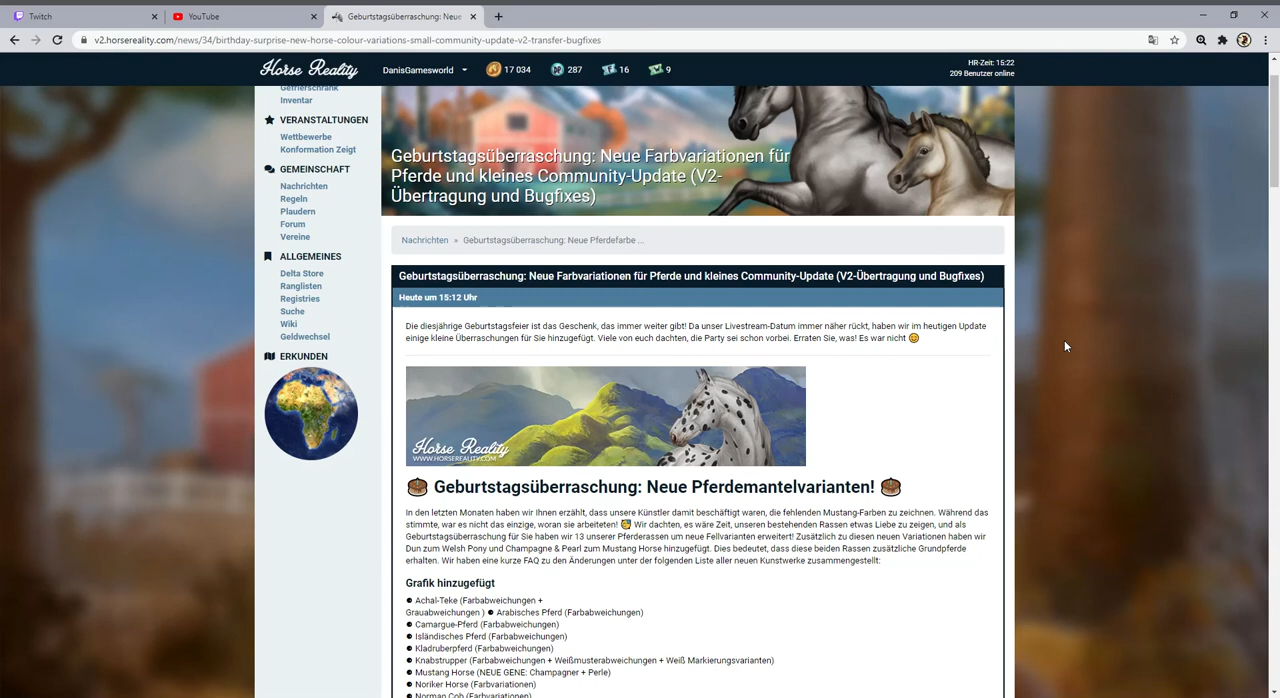 Twitch
YouTube
Geburtstagsüberraschung: Neue
v2.horsereality.com/news/34/birthday-surprise-new-horse-colour-variations-small-community-update-v2-transfer-bugfixes
Horse Reality
DanisGamesworld
17 034
287
16
9
HR-Zeit: 15:22
209 Benutzer online
Gefrierschrank
Inventar
VERANSTALTUNGEN
Wettbewerbe
Konformation Zeigt
GEMEINSCHAFT
Nachrichten
Regeln
Plaudern
Forum
Vereine
ALLGEMEINES
Delta Store
Ranglisten
Registries
Suche
Wiki
Geldwechsel
ERKUNDEN
Geburtstagsüberraschung: Neue Farbvariationen für
Pferde und kleines Community-Update (V2-
Übertragung und Bugfixes)
Nachrichten » Geburtstagsüberraschung: Neue Pferdefarbe ...
Geburtstagsüberraschung: Neue Farbvariationen für Pferde und kleines Community-Update (V2-Übertragung und Bugfixes)
Heute um 15:12 Uhr
Die diesjährige Geburtstagsfeier ist das Geschenk, das immer weiter gibt! Da unser Livestream-Datum immer näher rückt, haben wir im heutigen Update
einige kleine Überraschungen für Sie hinzugefügt. Viele von euch dachten, die Party sei schon vorbei. Erraten Sie, was! Es war nicht
Horse Reality
WWW.HORSEREALITY.COM
Geburtstagsüberraschung: Neue Pferdemantelvarianten!
In den letzten Monaten haben wir Ihnen erzählt, dass unsere Künstler damit beschäftigt waren, die fehlenden Mustang-Farben zu zeichnen. Während das
stimmte, war es nicht das einzige, woran sie arbeiteten! Wir dachten, es wäre Zeit, unseren bestehenden Rassen etwas Liebe zu zeigen, und als
Geburtstagsüberraschung für Sie haben wir 13 unserer Pferderassen um neue Fellvarianten erweitert! Zusätzlich zu diesen neuen Variationen haben wir
Dun zum Welsh Pony und Champagne & Pearl zum Mustang Horse hinzugefügt. Dies bedeutet, dass diese beiden Rassen zusätzliche Grundpferde
erhalten. Wir haben eine kurze FAQ zu den Änderungen unter der folgenden Liste aller neuen Kunstwerke zusammengestellt:
Grafik hinzugefügt
Achal-Teke (Farbabweichungen +
Grauabweichungen ) Arabisches Pferd (Farbabweichungen)
Camargue-Pferd (Farbabweichungen)
Isländisches Pferd (Farbabweichungen)
Kladruberpferd (Farbabweichungen)
Knabstrupper (Farbabweichungen + Weißmusterabweichungen + Weiß Markierungsvarianten)
Mustang Horse (NEUE GENE: Champagner + Perle)
Noriker Horse (Farbvariationen)
Norman Cob (Farbvariationen)